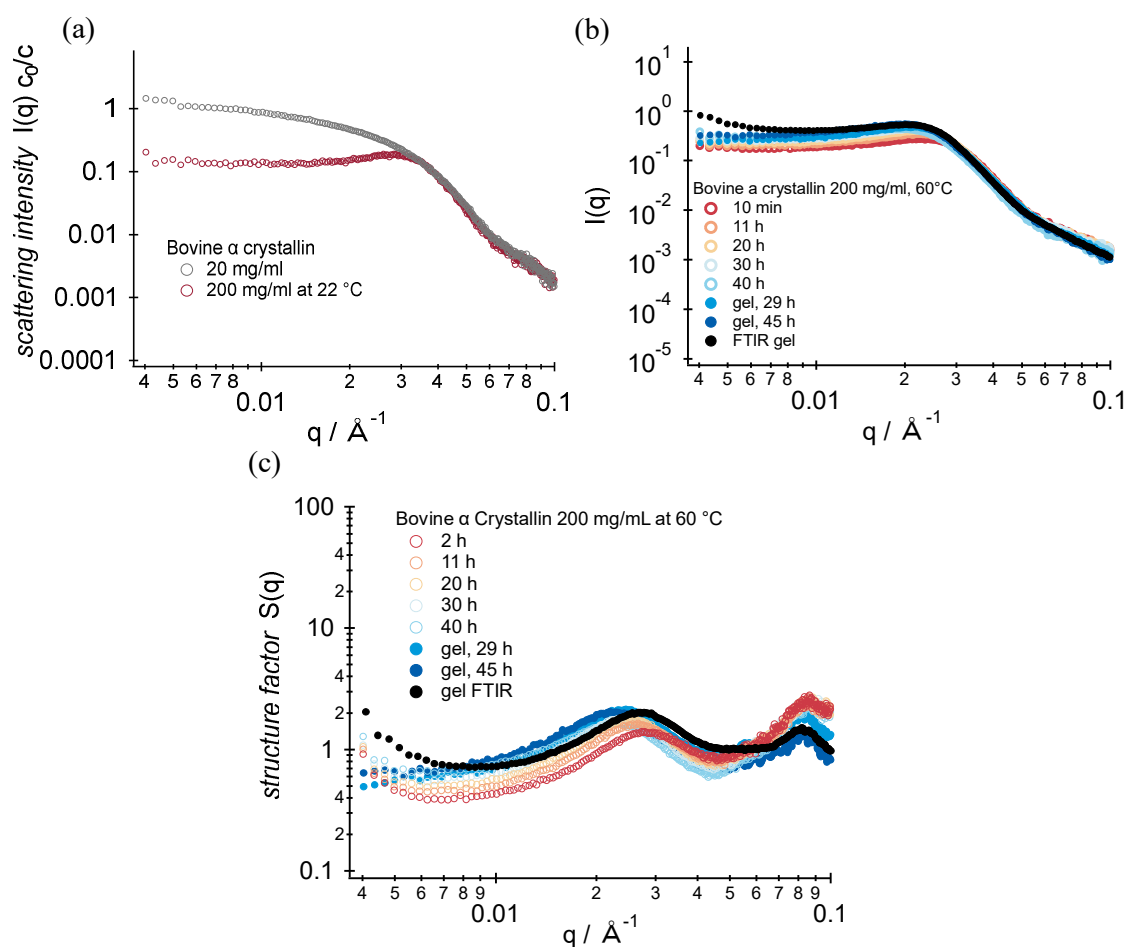 (a)
scattering intensity I(q) c₀/c
1
0.1
0.01
0.001
0.0001
Bovine α crystallin
20 mg/ml
200 mg/ml at 22 °C
4 5 6 7 8 2 3 4 5 6 7 8
0.01 0.1
q / Å⁻¹
(b)
I(q)
10¹
10⁰
10⁻¹
10⁻²
10⁻³
10⁻⁴
10⁻⁵
Bovine a crystallin 200 mg/ml, 60°C
10 min
11 h
20 h
30 h
40 h
gel, 29 h
gel, 45 h
FTIR gel
4 5 6 7 8 2 3 4 5 6 7 8
0.01 0.1
q / Å⁻¹
(c)
structure factor S(q)
100
4
2
10
4
2
1
4
2
0.1
Bovine α Crystallin 200 mg/mL at 60 °C
2 h
11 h
20 h
30 h
40 h
gel, 29 h
gel, 45 h
gel FTIR
4 5 6 7 8 9 2 3 4 5 6 7 8 9
0.01 0.1
q / Å⁻¹